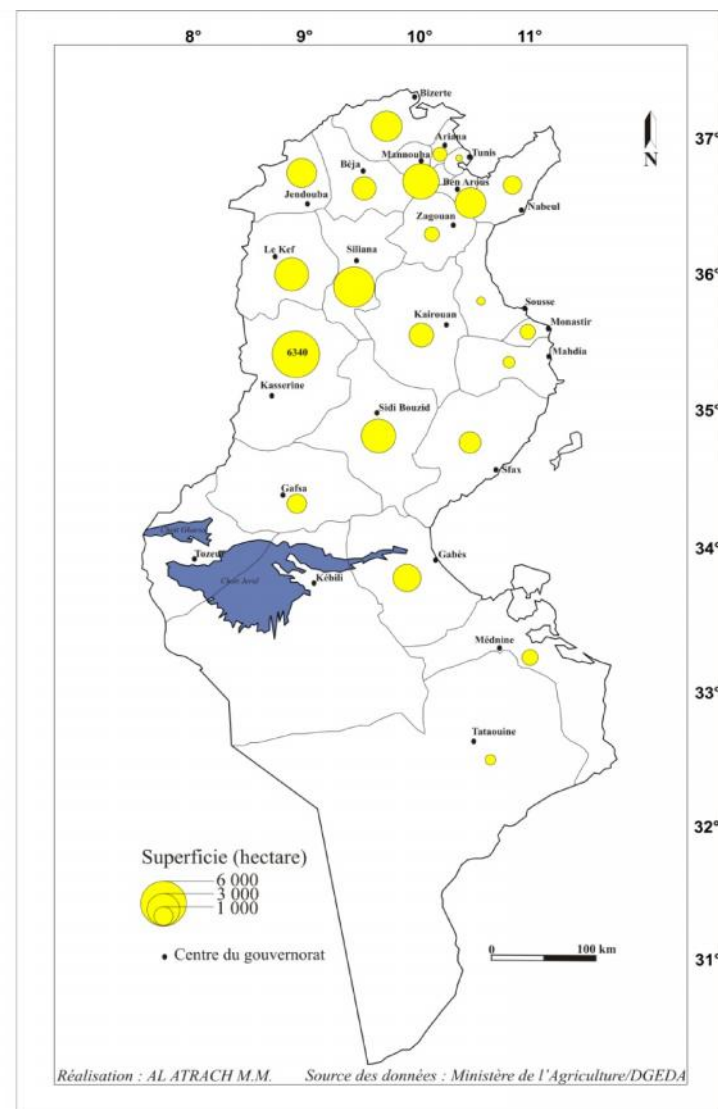 8° 9° 10° 11°
Bizerte
37°
Ariana
Tunis
Mannouba
Béja
Ben Arous
Jendouba
Nabeul
Zagouan
N
36°
Le Kef
Siliana
Sousse
Kairouan
Monastir
6340
Mahdia
Kasserine
35°
Sidi Bouzid
Sfax
Gafsa
34°
Tozeur
Gabès
Chott Jerid
Kébili
Médnine
33°
Tataouine
32°
Superficie (hectare)
6 000
3 000
1 000
Centre du gouvernorat
0 100 km
31°
Réalisation : AL ATRACH M.M. Source des données : Ministère de l'Agriculture/DGEDA